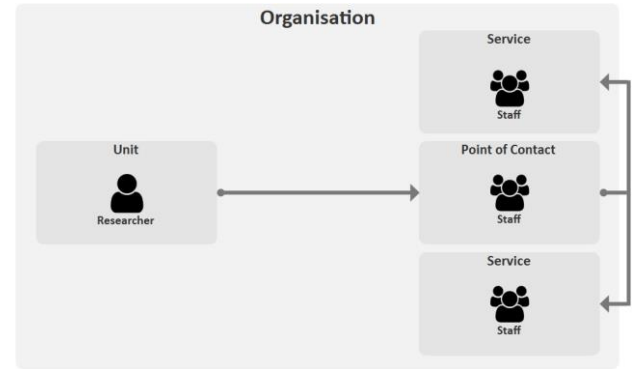 Organisation
Service
Staff
Unit
Researcher
Point of Contact
Staff
Service
Staff